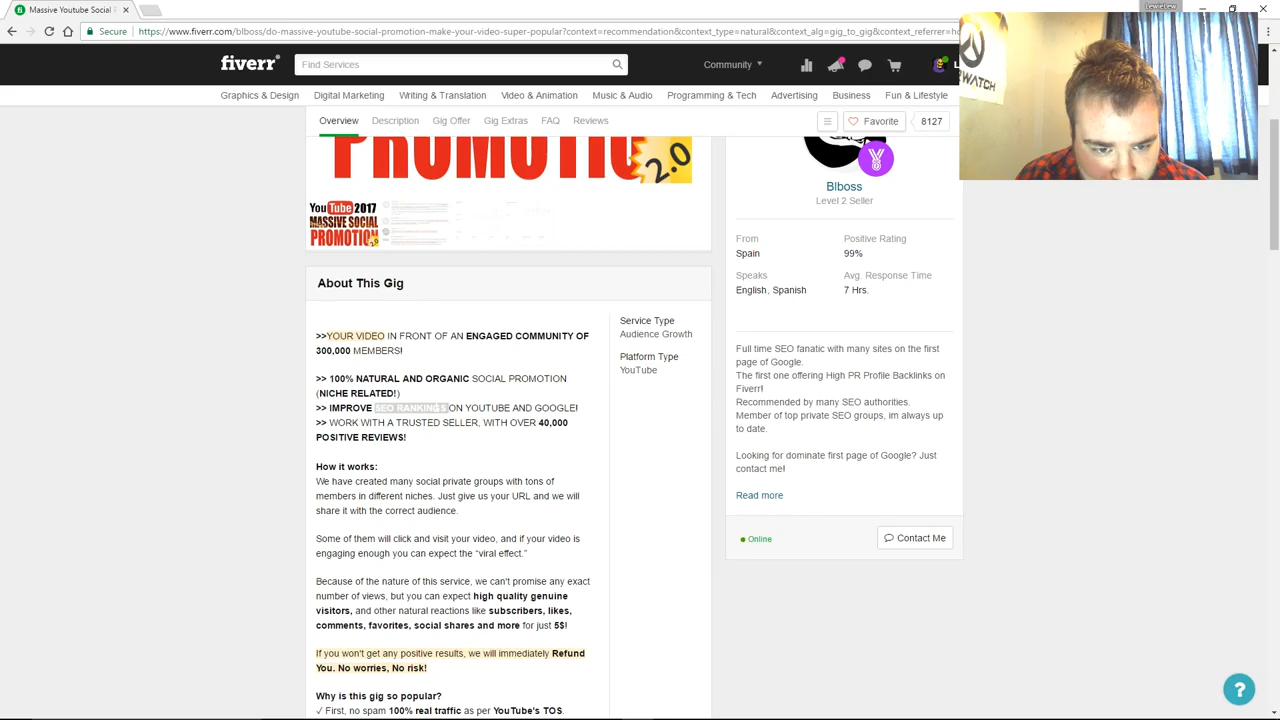 Massive Youtube Social
LewieLew
Secure
https://www.fiverr.com/blboss/do-massive-youtube-social-promotion-make-your-video-super-popular?context=recommendation&context_type=natural&context_alg=gig_to_gig&context_referrer=ho
fiverr
Find Services
Community
Graphics & Design
Digital Marketing
Writing & Translation
Video & Animation
Music & Audio
Programming & Tech
Advertising
Business
Fun & Lifestyle
Overview
Description
Gig Offer
Gig Extras
FAQ
Reviews
Favorite
8127
2.0
You Tube 2017
MASSIVE SOCIAL
PROMOTION
Blboss
Level 2 Seller
From
Positive Rating
Spain
99%
Speaks
Avg. Response Time
English, Spanish
7 Hrs.
About This Gig
>>YOUR VIDEO IN FRONT OF AN ENGAGED COMMUNITY OF
300,000 MEMBERS!
>> 100% NATURAL AND ORGANIC SOCIAL PROMOTION
(NICHE RELATED!)
>> IMPROVE SEO RANKINGS ON YOUTUBE AND GOOGLE!
>> WORK WITH A TRUSTED SELLER, WITH OVER 40,000
POSITIVE REVIEWS!
How it works:
We have created many social private groups with tons of
members in different niches. Just give us your URL and we will
share it with the correct audience.
Some of them will click and visit your video, and if your video is
engaging enough you can expect the “viral effect.”
Because of the nature of this service, we can't promise any exact
number of views, but you can expect high quality genuine
visitors, and other natural reactions like subscribers, likes,
comments, favorites, social shares and more for just 5$!
If you won't get any positive results, we will immediately Refund
You. No worries, No risk!
Why is this gig so popular?
✓ First, no spam 100% real traffic as per YouTube's TOS.
Service Type
Audience Growth
Platform Type
YouTube
Full time SEO fanatic with many sites on the first
page of Google.
The first one offering High PR Profile Backlinks on
Fiverr!
Recommended by many SEO authorities.
Member of top private SEO groups, im always up
to date.
Looking for dominate first page of Google? Just
contact me!
Read more
Online
Contact Me
?